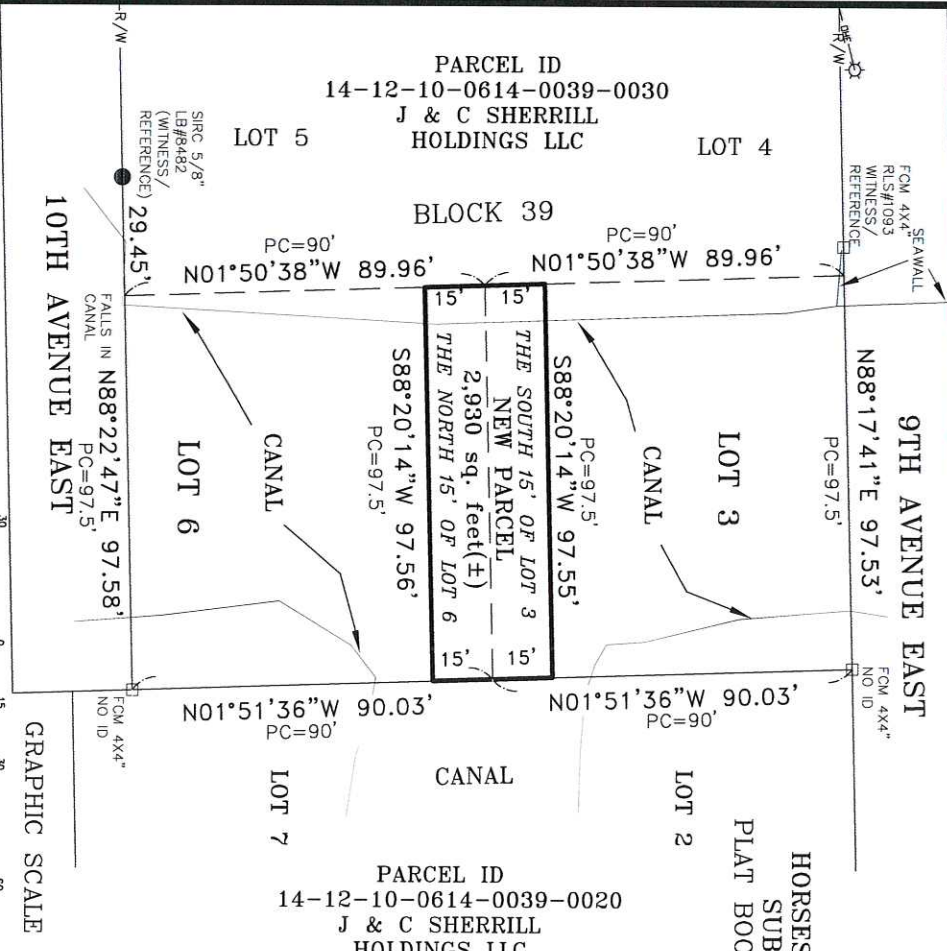 R/W
R/W
OHE
PARCEL ID
14-12-10-0614-0039-0030
J & C SHERRILL
HOLDINGS LLC
LOT 5
LOT 4
BLOCK 39
SIRC 5/8"
LB#8482
(WITNESS/
REFERENCE)
FCM 4X4"
RLS#1093
WITNESS/
REFERENCE
SEAWALL
29.45'
PC=90'
N01°50'38"W 89.96'
PC=90'
N01°50'38"W 89.96'
10TH AVENUE EAST
FALLS IN
CANAL
N88°22'47"E 97.58'
PC=97.5'
LOT 6
CANAL
S88°20'14"W 97.56'
PC=97.5'
15'
15'
THE SOUTH 15' OF LOT 3
NEW PARCEL
2,930 sq. feet(±)
THE NORTH 15' OF LOT 6
15'
15'
S88°20'14"W 97.55'
PC=97.5'
CANAL
LOT 3
PC=97.5'
N88°17'41"E 97.53'
9TH AVENUE EAST
FCM 4X4"
NO ID
FCM 4X4"
NO ID
N01°51'36"W 90.03'
PC=90'
N01°51'36"W 90.03'
PC=90'
LOT 7
CANAL
LOT 2
HORSES
SUB
PLAT BOO
PARCEL ID
14-12-10-0614-0039-0020
J & C SHERRILL
HOLDINGS LLC
GRAPHIC SCALE
30
0
15
30
60